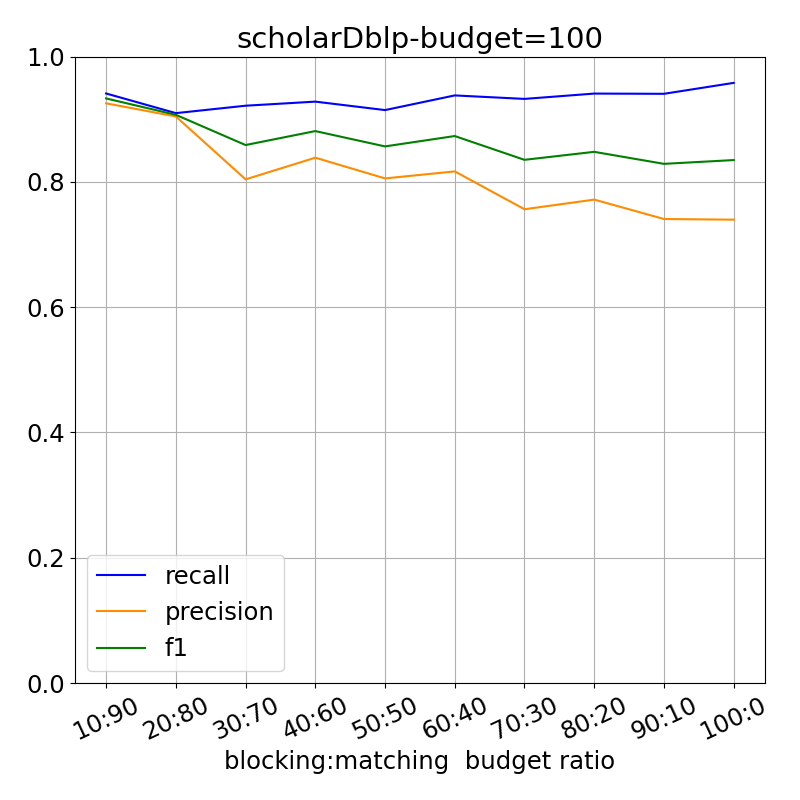 scholarDblp-budget=100
1.0
0.8
0.6
0.4
0.2
0.0
recall
precision
f1
10:90 20:80 30:70 40:60 50:50 60:40 70:30 80:20 90:10 100:0
blocking:matching  budget ratio